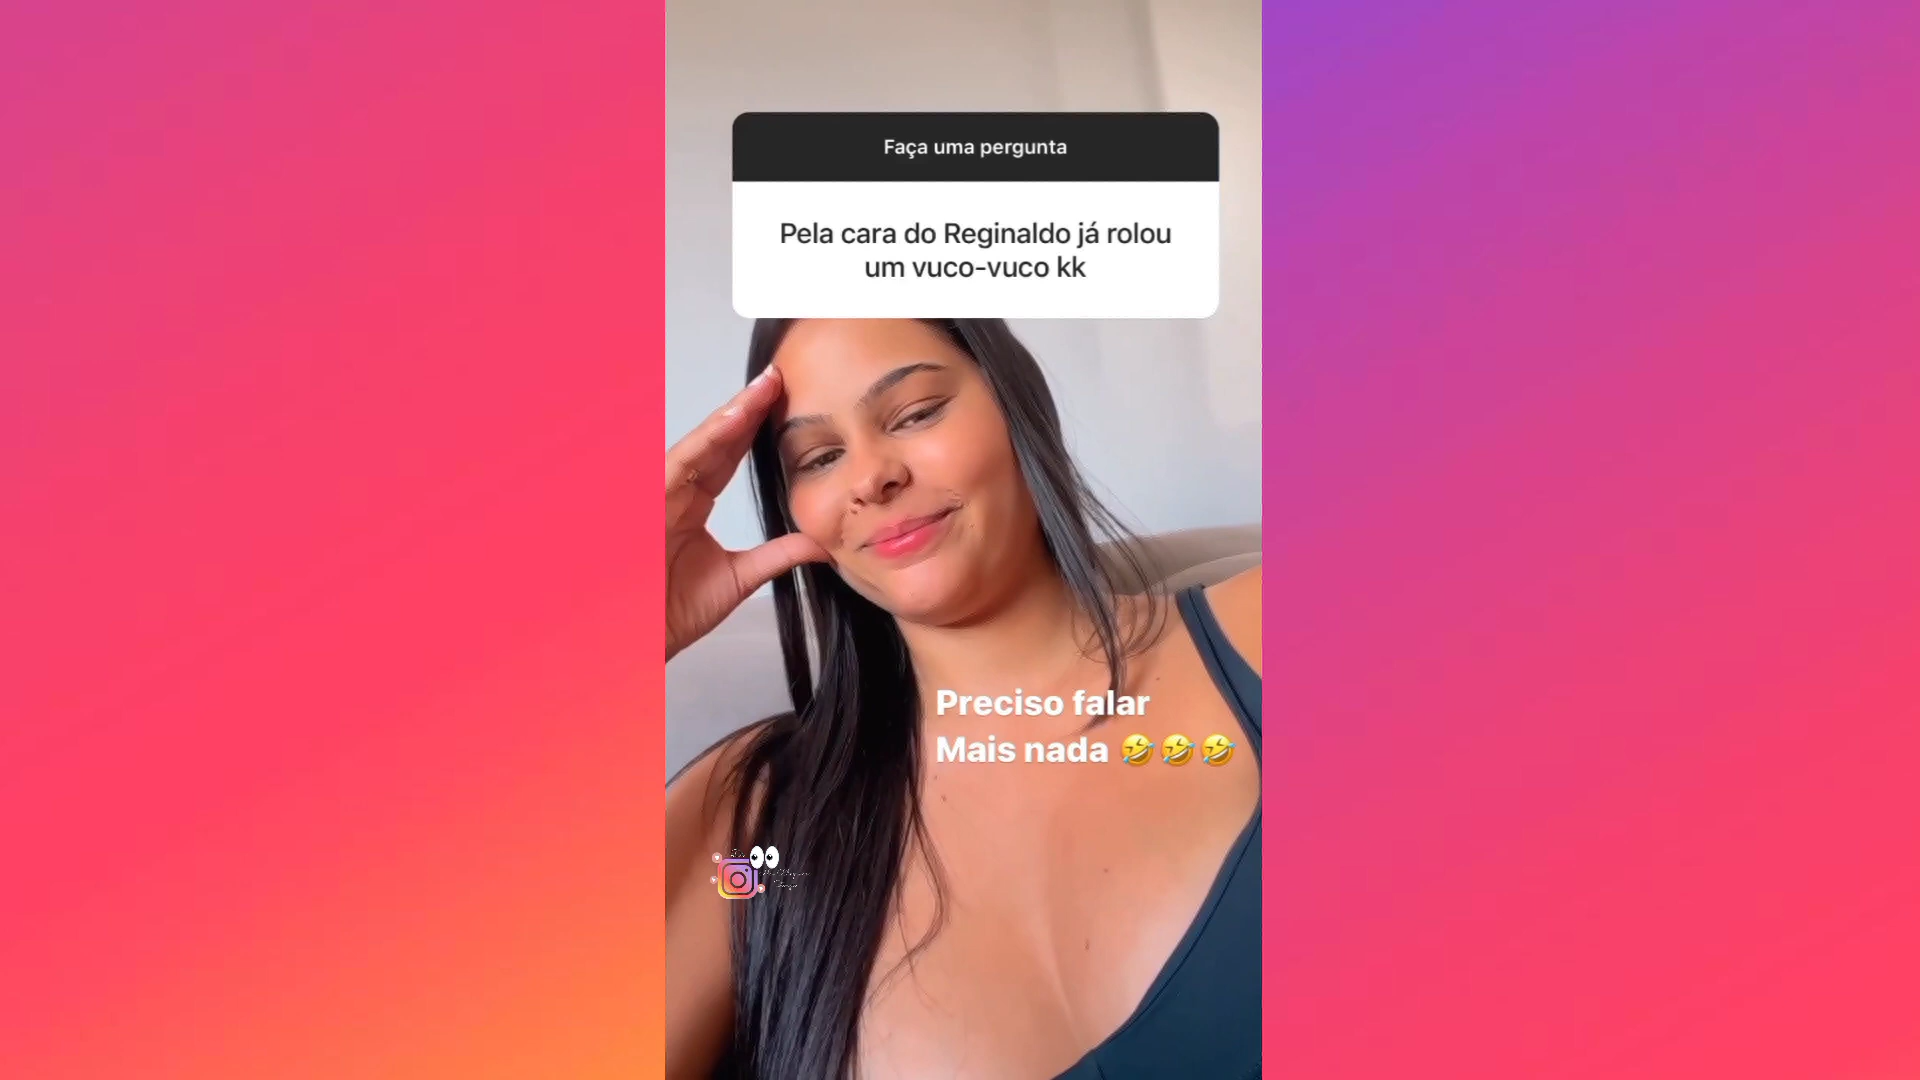 Faça uma pergunta
Pela cara do Reginaldo já rolou
um vuco-vuco kk
Preciso falar
Mais nada 🤣🤣🤣